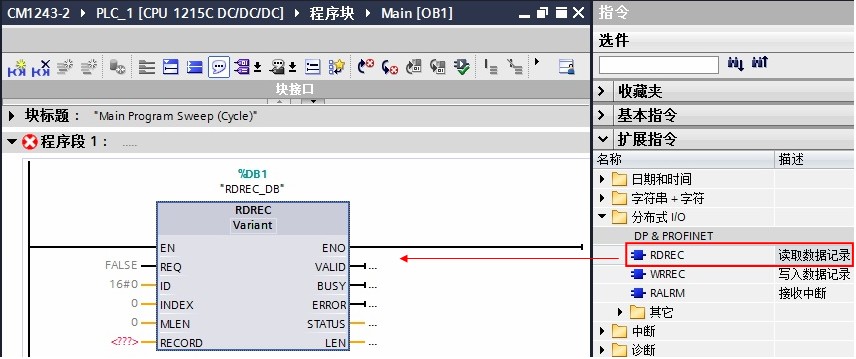 CM1243-2 ▸ PLC_1 [CPU 1215C DC/DC/DC] ▸ 程序块 ▸ Main [OB1]
块接口
块标题： "Main Program Sweep (Cycle)"
程序段 1： .....
%DB1
"RDREC_DB"
RDREC
Variant
EN ENO
FALSE REQ VALID ...
16#0 ID BUSY ...
0 INDEX ERROR ...
0 MLEN STATUS ...
<???> RECORD LEN ...
指令
选件
收藏夹
基本指令
扩展指令
名称 描述
日期和时间
字符串 + 字符
分布式 I/O
DP & PROFINET
RDREC 读取数据记录
WRREC 写入数据记录
RALRM 接收中断
其它
中断
诊断